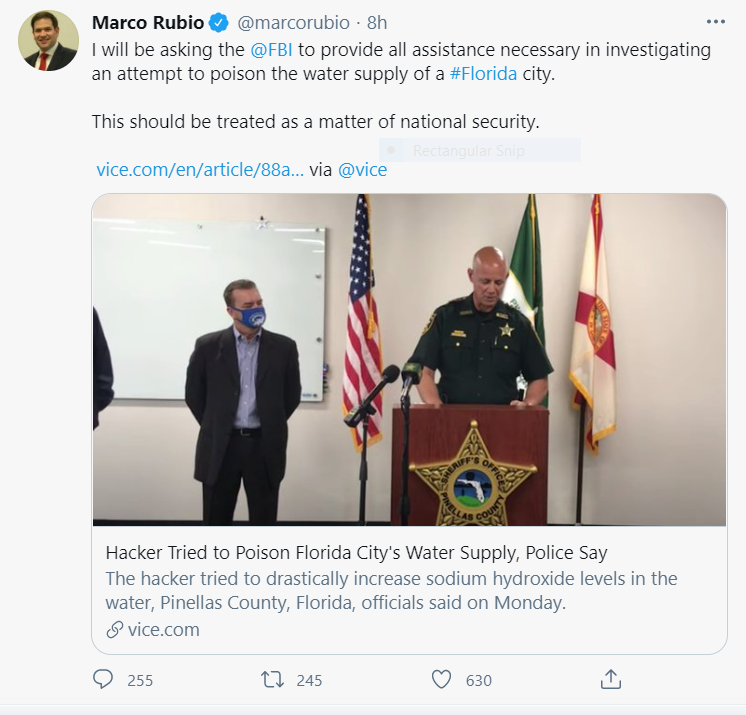 Marco Rubio @marcorubio · 8h
I will be asking the @FBI to provide all assistance necessary in investigating
an attempt to poison the water supply of a #Florida city.
This should be treated as a matter of national security.
Rectangular Snip
vice.com/en/article/88a... via @vice
SHERIFF'S OFFICE
PINELLAS COUNTY
Hacker Tried to Poison Florida City's Water Supply, Police Say
The hacker tried to drastically increase sodium hydroxide levels in the
water, Pinellas County, Florida, officials said on Monday.
vice.com
255 245 630